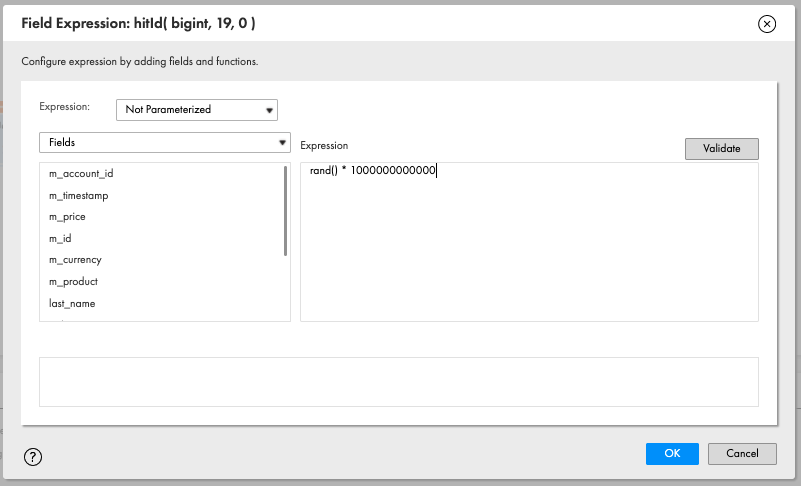 Field Expression: hitId( bigint, 19, 0 )
Configure expression by adding fields and functions.
Expression:
Not Parameterized
Fields
Expression
Validate
m_account_id
m_timestamp
m_price
m_id
m_currency
m_product
last_name
rand() * 1000000000000
?
OK
Cancel